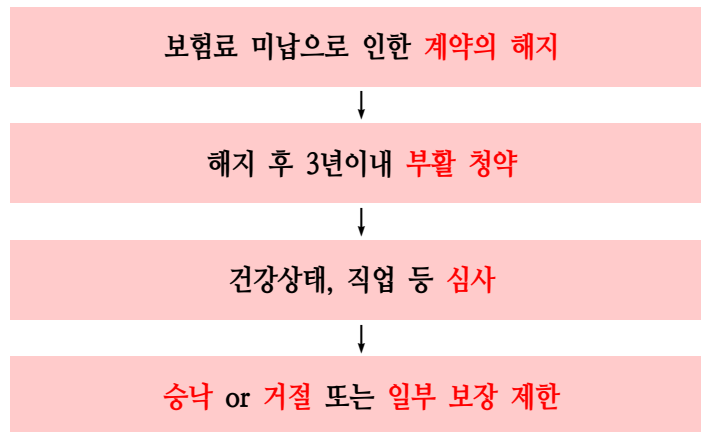 보험료 미납으로 인한 계약의 해지
해지 후 3년이내 부활 청약
건강상태, 직업 등 심사
승낙 or 거절 또는 일부 보장 제한